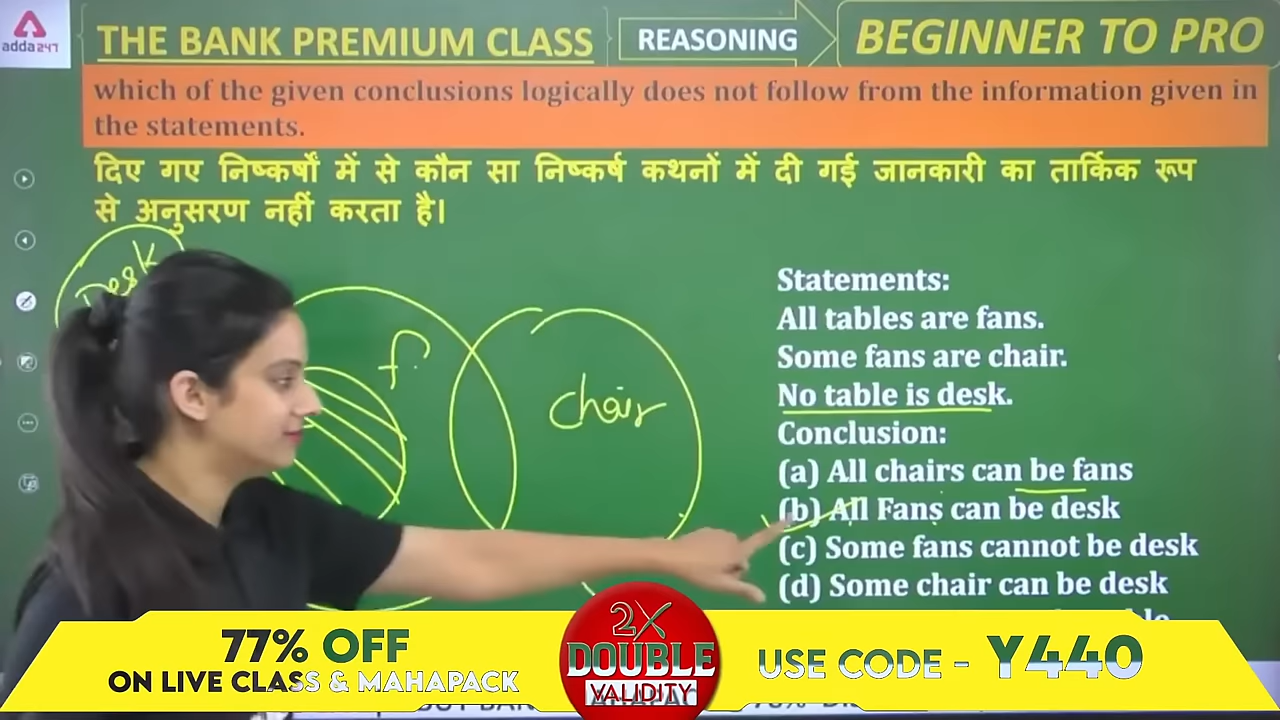 adda247
THE BANK PREMIUM CLASS
REASONING
BEGINNER TO PRO
which of the given conclusions logically does not follow from the information given in
the statements.
दिए गए निष्कर्षों में से कौन सा निष्कर्ष कथनों में दी गई जानकारी का तार्किक रूप
से अनुसरण नहीं करता है।
Desk
f.
chair
Statements:
All tables are fans.
Some fans are chair.
No table is desk.
Conclusion:
(a) All chairs can be fans
(b) All Fans can be desk
(c) Some fans cannot be desk
(d) Some chair can be desk
77% OFF
ON LIVE CLASS & MAHAPACK
2X
DOUBLE
VALIDITY
USE CODE - Y440